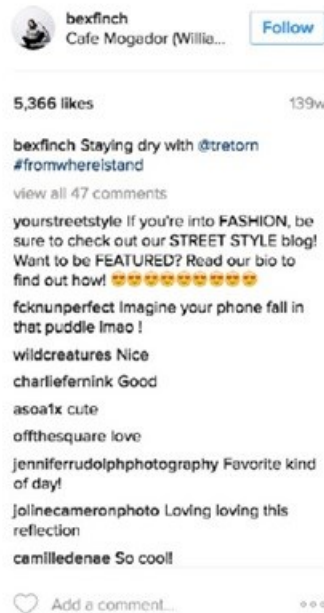 bexfinch
Cafe Mogador (Willia...
Follow
5,366 likes
139w
bexfinch Staying dry with @tretorn
#fromwhereistand
view all 47 comments
yourstreetstyle If you're into FASHION, be
sure to check out our STREET STYLE blog!
Want to be FEATURED? Read our bio to
find out how! 😍😍😍😍😍😍😍😍😍
fcknunperfect Imagine your phone fall in
that puddle lmao !
wildcreatures Nice
charliefernink Good
asoa1x cute
offthesquare love
jenniferrudolphphotography Favorite kind
of day!
jolinecameronphoto Loving loving this
reflection
camilledenae So cool!
Add a comment...